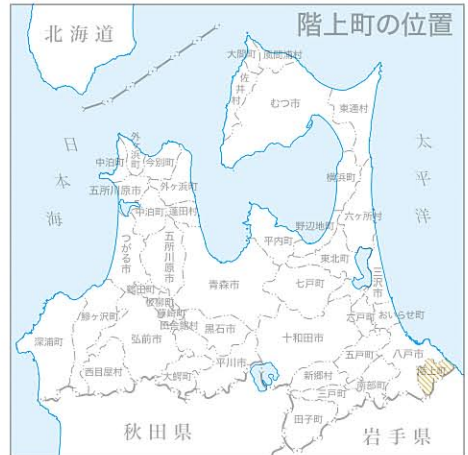 階上町の位置
北海道
大間町
風間浦村
佐井村
むつ市
東通村
外ヶ浜町
中泊町
今別町
日本海
太平洋
五所川原市
外ヶ浜町
横浜町
中泊町
蓬田村
六ヶ所村
野辺地町
平内町
つがる市
五所川原市
東北町
青森市
七戸町
三沢市
鶴田町
板柳町
藤崎町
田舎館村
鰺ヶ沢町
六戸町
おいらせ町
深浦町
弘前市
黒石市
十和田市
五戸町
八戸市
西目屋村
大鰐町
平川市
新郷村
階上町
三戸町
南部町
田子町
秋田県
岩手県